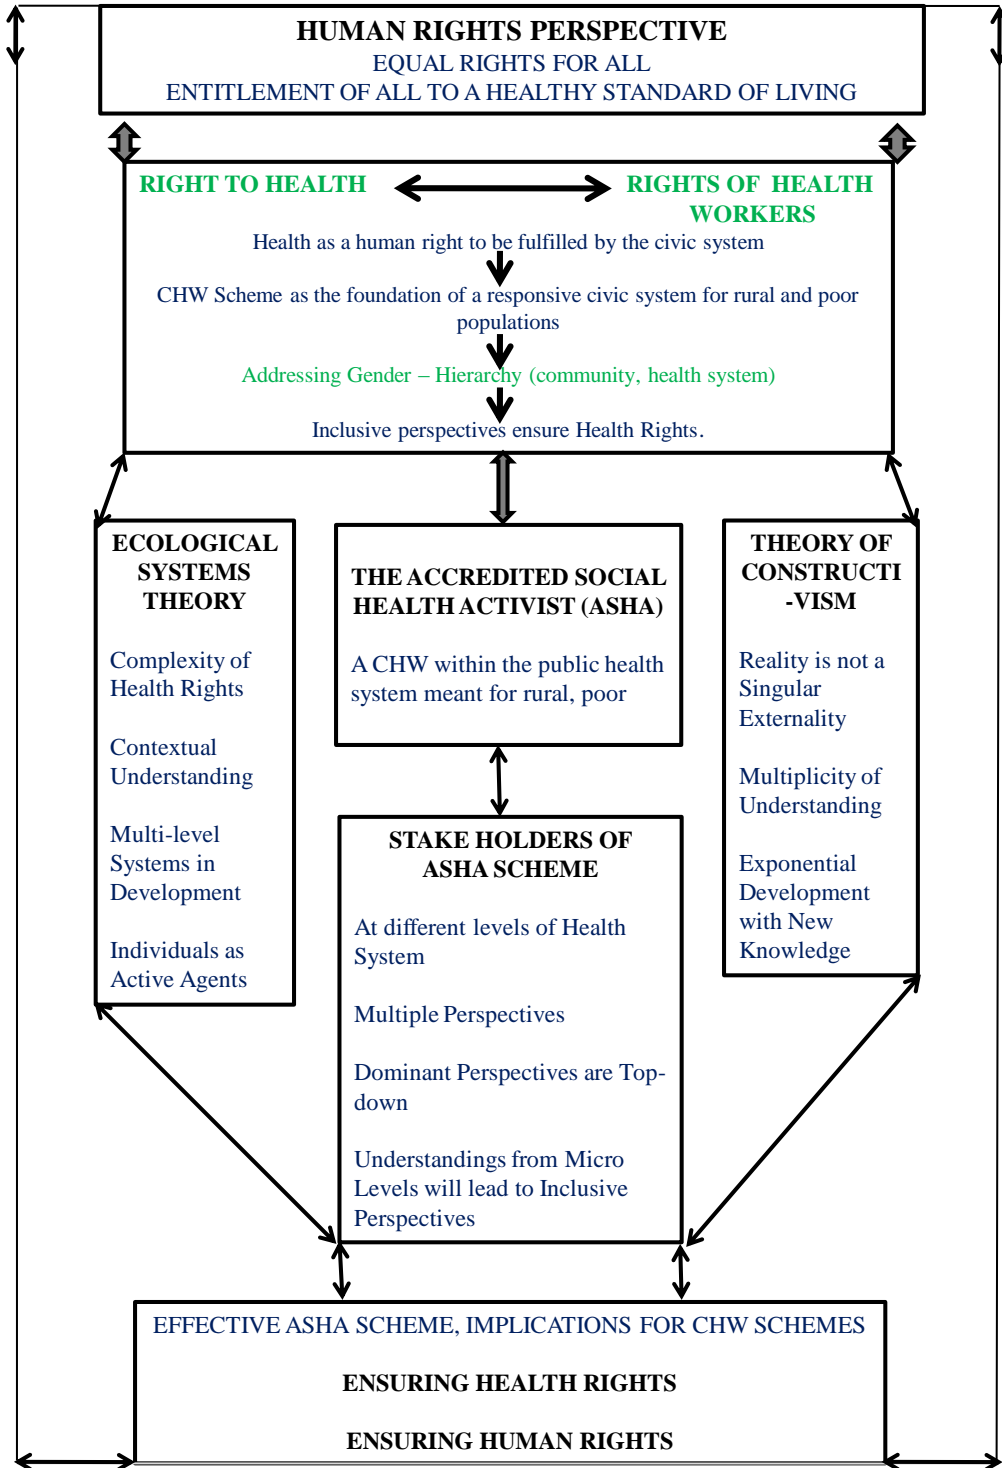 HUMAN RIGHTS PERSPECTIVE
EQUAL RIGHTS FOR ALL
ENTITLEMENT OF ALL TO A HEALTHY STANDARD OF LIVING
RIGHT TO HEALTH
RIGHTS OF HEALTH
WORKERS
Health as a human right to be fulfilled by the civic system
CHW Scheme as the foundation of a responsive civic system for rural and poor
populations
Addressing Gender – Hierarchy (community, health system)
Inclusive perspectives ensure Health Rights.
ECOLOGICAL
SYSTEMS
THEORY
Complexity of
Health Rights
Contextual
Understanding
Multi-level
Systems in
Development
Individuals as
Active Agents
THE ACCREDITED SOCIAL
HEALTH ACTIVIST (ASHA)
A CHW within the public health
system meant for rural, poor
STAKE HOLDERS OF
ASHA SCHEME
At different levels of Health
System
Multiple Perspectives
Dominant Perspectives are Top-
down
Understandings from Micro
Levels will lead to Inclusive
Perspectives
THEORY OF
CONSTRUCTI
-VISM
Reality is not a
Singular
Externality
Multiplicity of
Understanding
Exponential
Development
with New
Knowledge
EFFECTIVE ASHA SCHEME, IMPLICATIONS FOR CHW SCHEMES
ENSURING HEALTH RIGHTS
ENSURING HUMAN RIGHTS